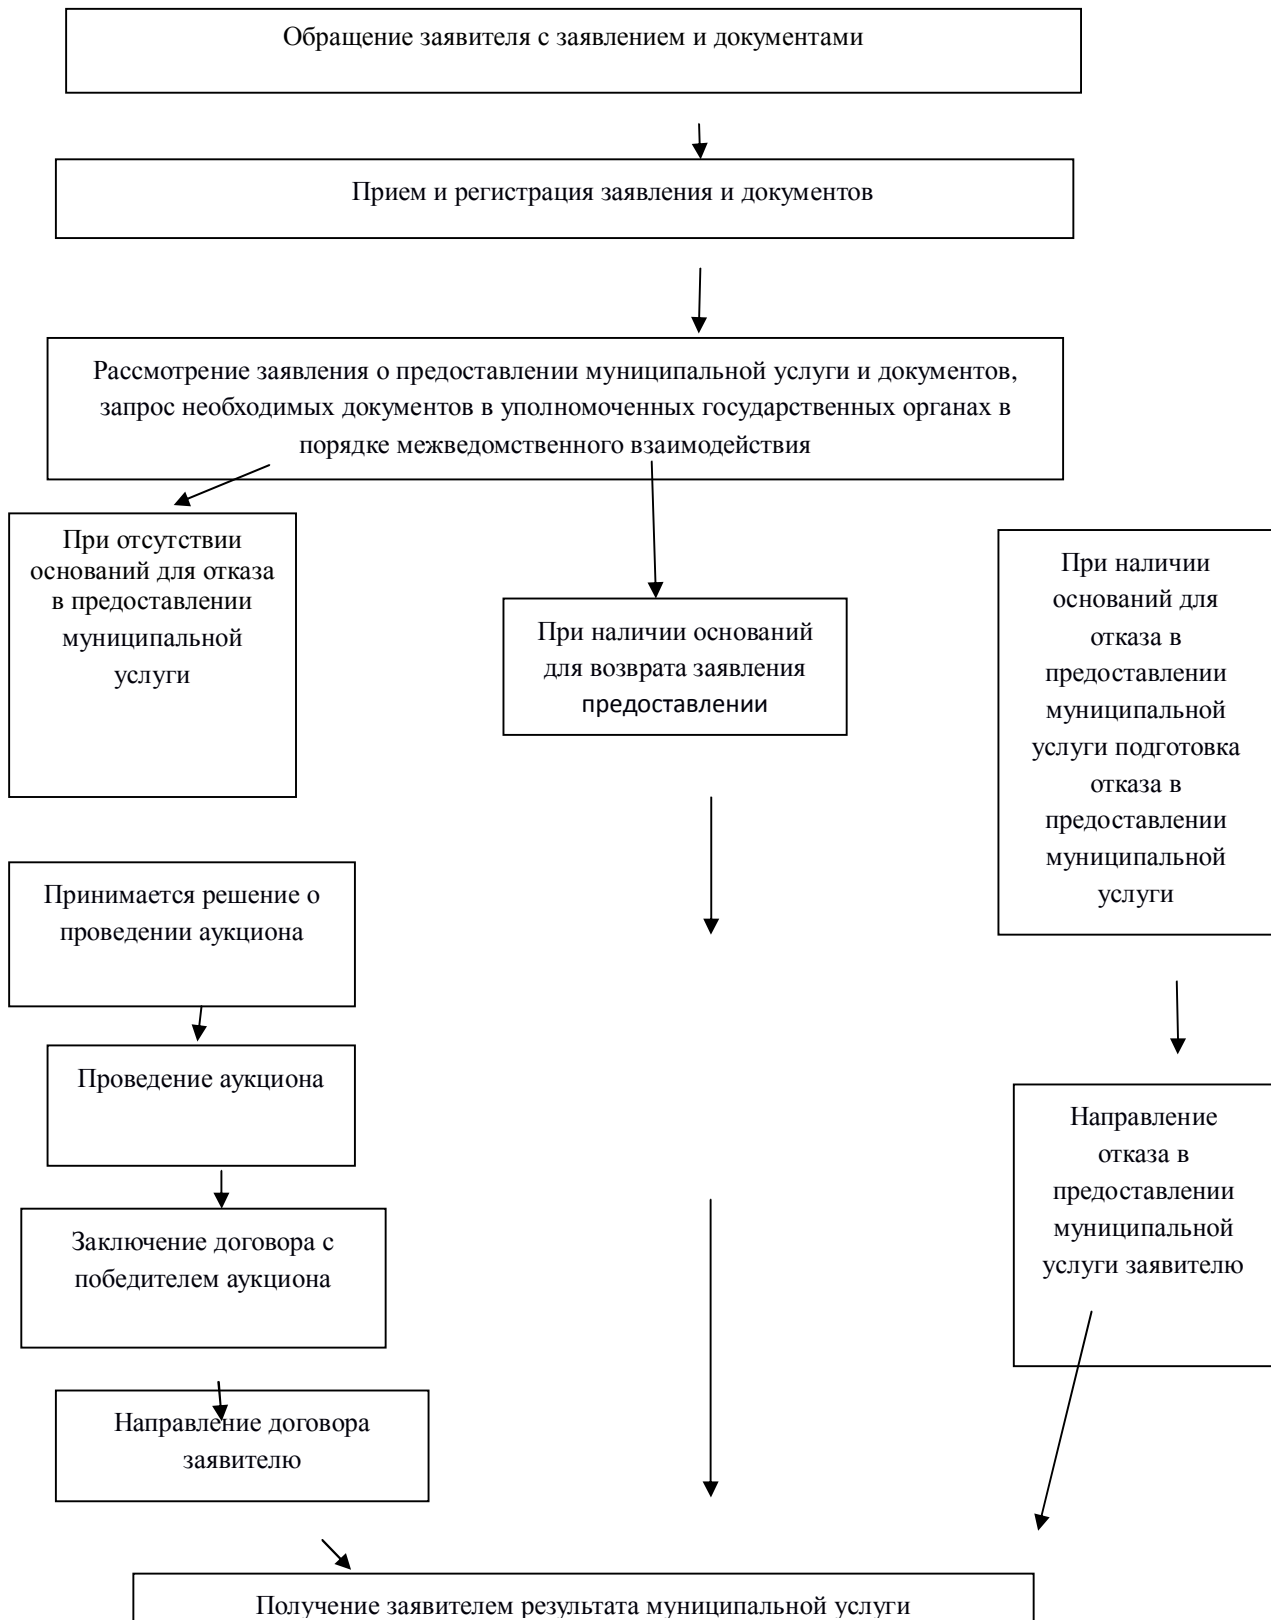 Обращение заявителя с заявлением и документами
Прием и регистрация заявления и документов
Рассмотрение заявления о предоставлении муниципальной услуги и документов,
запрос необходимых документов в уполномоченных государственных органах в
порядке межведомственного взаимодействия
При отсутствии
оснований для отказа
в предоставлении
муниципальной
услуги
При наличии оснований
для возврата заявления
предоставлении
При наличии
оснований для
отказа в
предоставлении
муниципальной
услуги подготовка
отказа в
предоставлении
муниципальной
услуги
Принимается решение о
проведении аукциона
Проведение аукциона
Заключение договора с
победителем аукциона
Направление договора
заявителю
Направление
отказа в
предоставлении
муниципальной
услуги заявителю
Получение заявителем результата муниципальной услуги